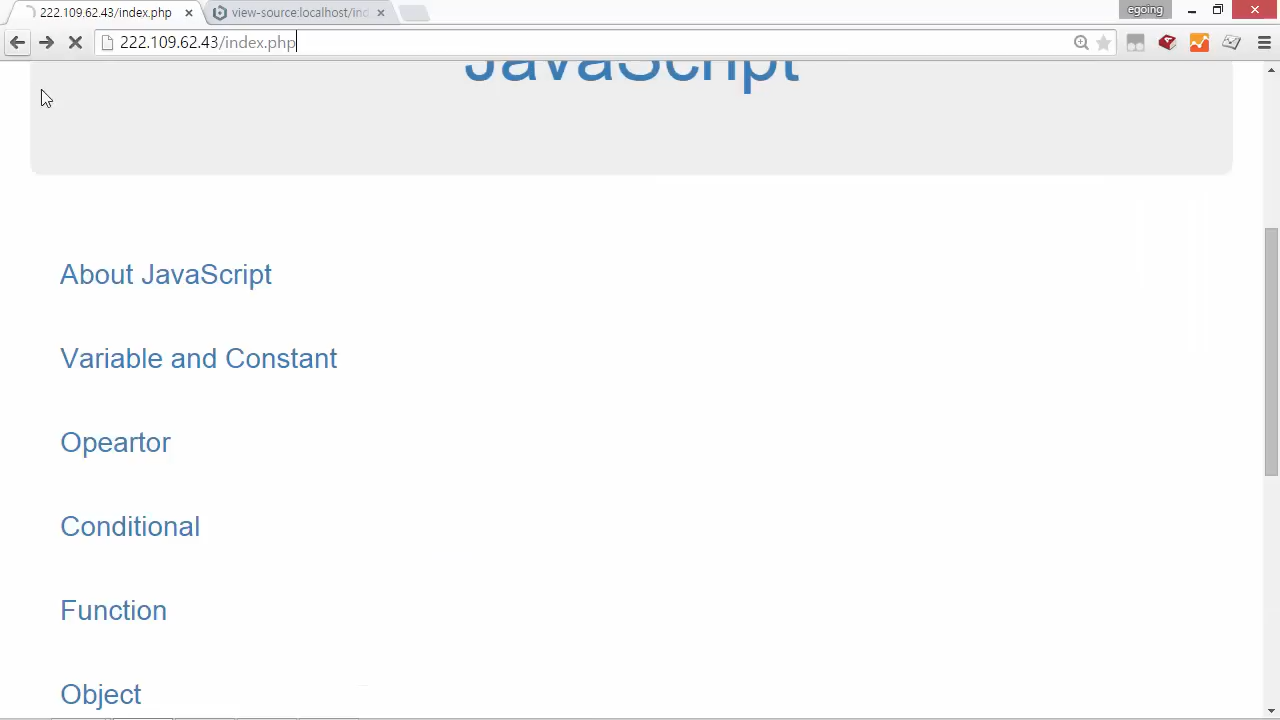 222.109.62.43/index.php
view-source:localhost/ind
egoing
222.109.62.43/index.php
JavaScript
About JavaScript
Variable and Constant
Opeartor
Conditional
Function
Object